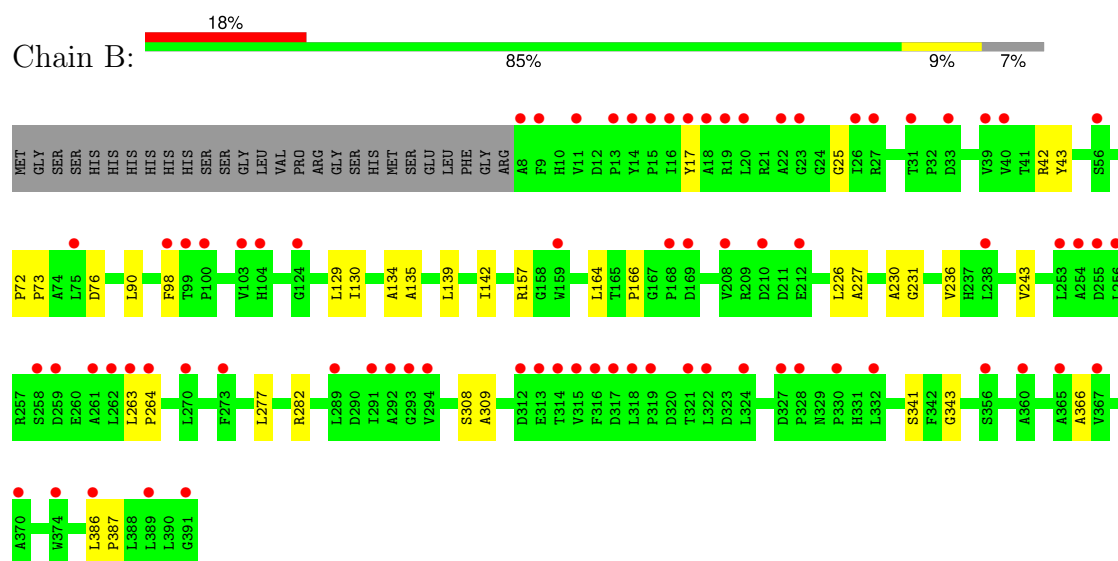 18%
Chain B:
85% 9% 7%
MET GLY SER SER HIS HIS HIS HIS HIS HIS SER SER GLY LEU VAL PRO ARG GLY SER HIS MET SER GLU LEU PHE GLY ARG A8 F9 H10 V11 D12 P13 Y14 P15 I16 Y17 A18 R19 L20 R21 A22 G23 G24 G25 I26 R27 T31 P32 D33 V39 V40 T41 R42 Y43 S56
P72 P73 A74 L75 D76 L90 F98 T99 P100 V103 H104 G124 L129 I130 A134 A135 L139 I142 R157 G158 W159 L164 T165 P166 G167 P168 D169 V208 R209 D210 D211 E212 L226 A227 A230 G231 V236 H237 L238 V243 L253 A254 D255 L256
R257 S258 D259 E260 A261 L262 L263 P264 L270 F273 L277 R282 L289 D290 I291 A292 G293 V294 S308 A309 D312 E313 T314 V315 F316 D317 L318 P319 D320 T321 L322 D323 L324 D327 P328 N329 P330 H331 L332 S341 F342 G343 S356 A360 A365 A366 V367
A370 W374 L386 P387 L388 L389 L390 G391